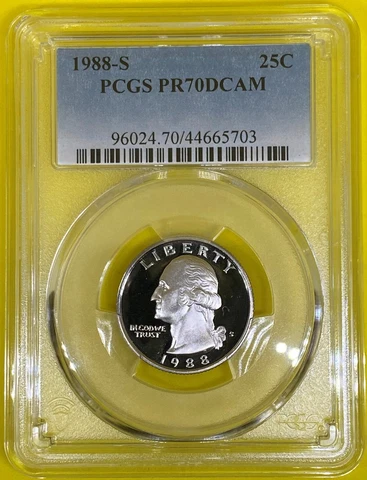 1988-S 25C
PCGS PR70DCAM
96024.70/44665703
LIBERTY
IN GOD WE
TRUST
S
1988